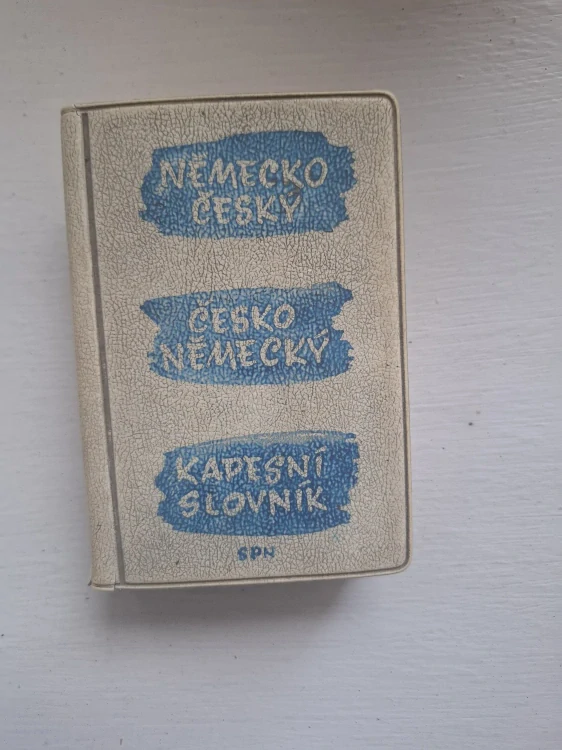 NĚMECKO
ČESKÝ
ČESKO
NĚMECKÝ
KAPESNÍ
SLOVNÍK
SPN